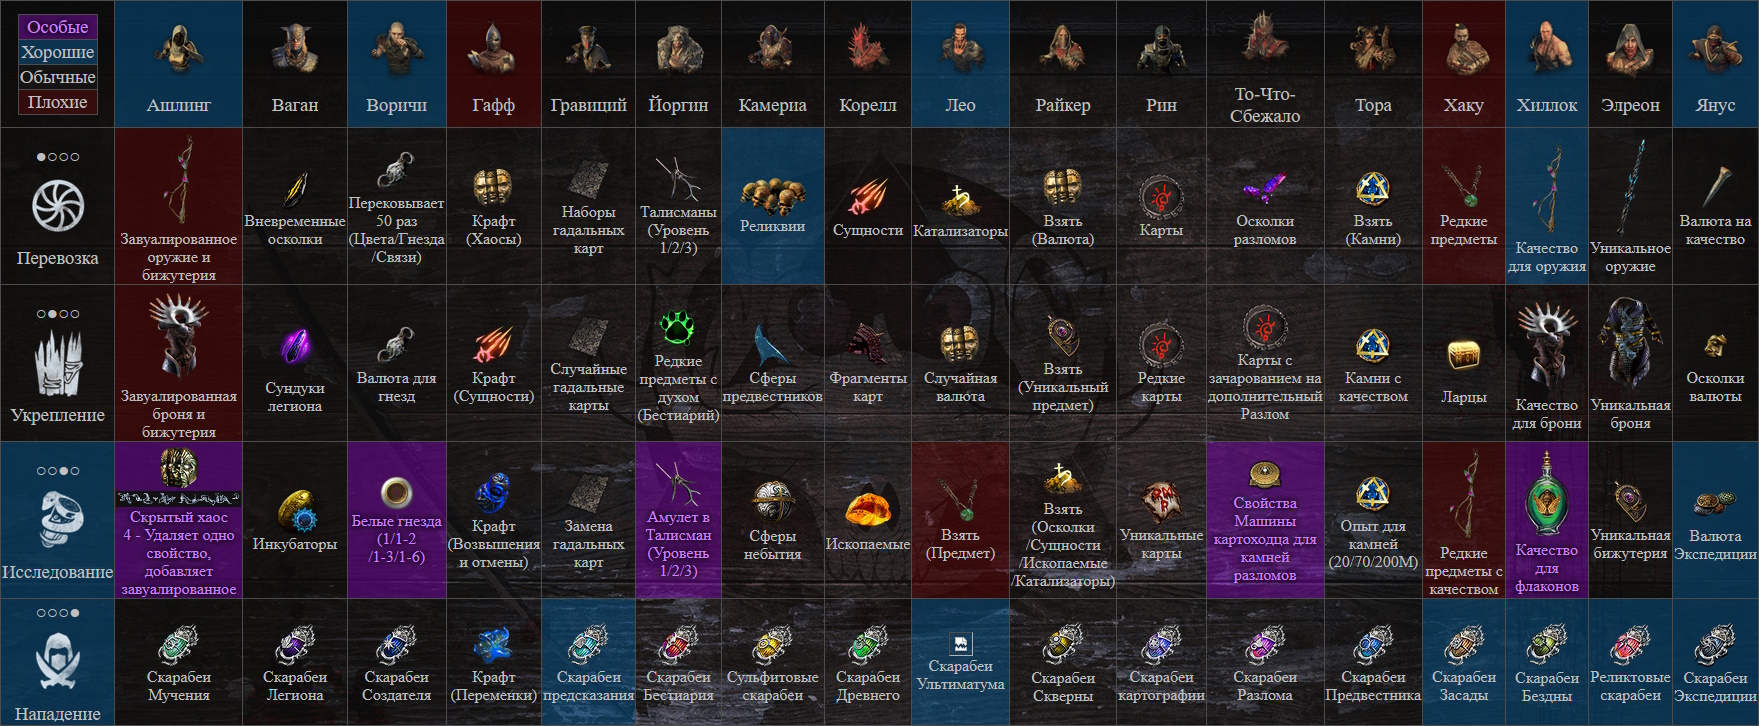 Особые
Хорошие
Обычные
Плохие
Ашлинг
Ваган
Воричи
Гафф
Гравиций
Йоргин
Камериа
Корелл
Лео
Райкер
Рин
То-Что-
Сбежало
Тора
Хаку
Хиллок
Элреон
Янус
Перевозка
Завуалированное
оружие и
бижутерия
Вневременные
осколки
Перековывает
50 раз
(Цвета/Гнезда
/Связи)
Крафт
(Хаосы)
Наборы
гадальных
карт
Талисманы
(Уровень
1/2/3)
Реликвии
Сущности
Катализаторы
Взять
(Валюта)
Карты
Осколки
разломов
Взять
(Камни)
Редкие
предметы
Качество
для оружия
Уникальное
оружие
Валюта на
качество
Укрепление
Завуалированная
броня и
бижутерия
Сундуки
легиона
Валюта для
гнезд
Крафт
(Сущности)
Случайные
гадальные
карты
Редкие
предметы с
духом
(Бестиарий)
Сферы
предвестников
Фрагменты
карт
Случайная
валюта
Взять
(Уникальный
предмет)
Редкие
карты
Карты с
зачарованием на
дополнительный
Разлом
Камни с
качеством
Ларцы
Качество
для брони
Уникальная
броня
Осколки
валюты
Исследование
Скрытый хаос
4 - Удаляет одно
свойство,
добавляет
завуалированное
Инкубаторы
Белые гнезда
(1/1-2
/1-3/1-6)
Крафт
(Возвышения
и отмены)
Замена
гадальных
карт
Амулет в
Талисман
(Уровень
1/2/3)
Сферы
небытия
Ископаемые
Взять
(Предмет)
Взять
(Осколки
/Сущности
/Ископаемые
/Катализаторы)
Уникальные
карты
Свойства
Машины
картоходца для
камней
разломов
Опыт для
камней
(20/70/200М)
Редкие
предметы с
качеством
Качество
для
флаконов
Уникальная
бижутерия
Валюта
Экспедиции
Нападение
Скарабеи
Мучения
Скарабеи
Легиона
Скарабеи
Создателя
Крафт
(Переменки)
Скарабеи
предсказания
Скарабеи
Бестиария
Сульфитовые
скарабеи
Скарабеи
Древнего
Скарабеи
Ультиматума
Скарабеи
Скверны
Скарабеи
картографии
Скарабеи
Разлома
Скарабеи
Предвестника
Скарабеи
Засады
Скарабеи
Бездны
Реликтовые
скарабеи
Скарабеи
Экспедиции